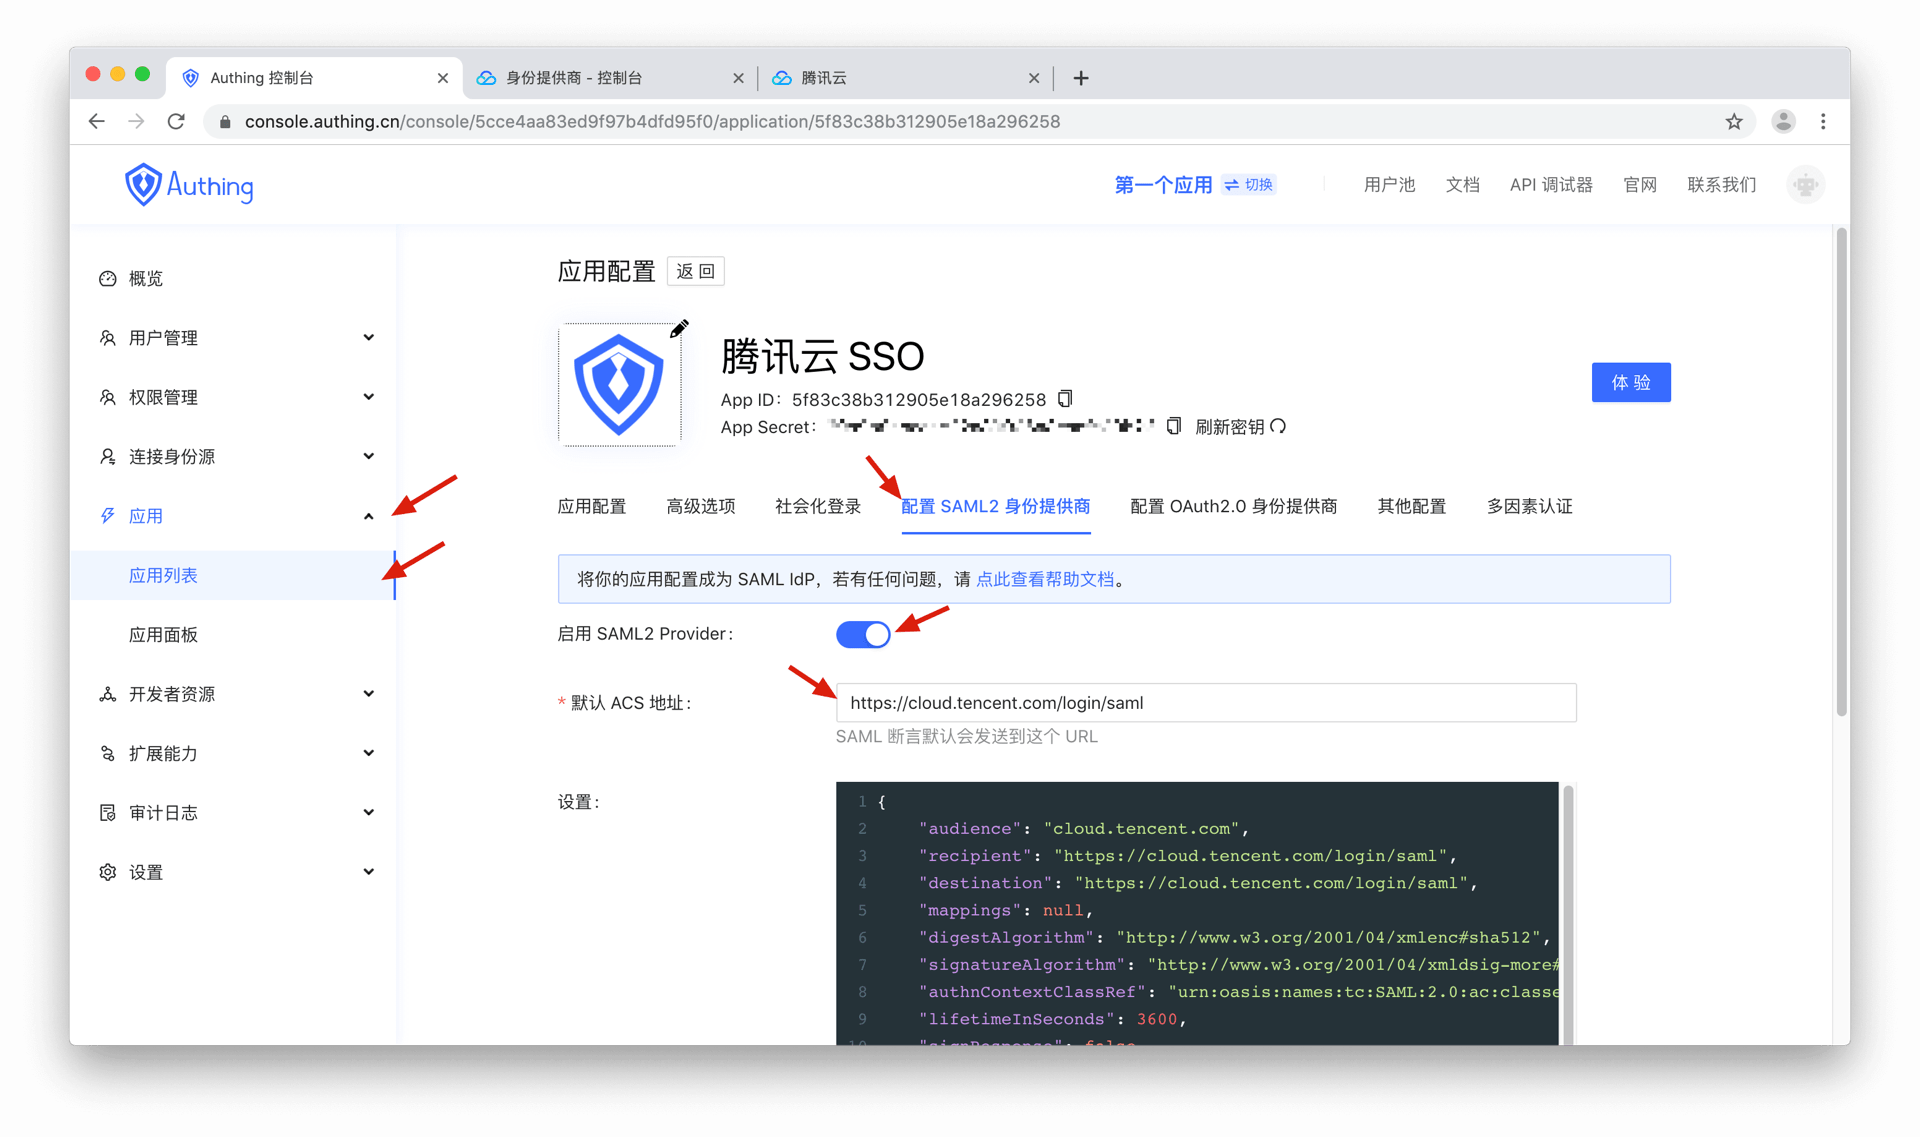 Authing 控制台
身份提供商 - 控制台
腾讯云
console.authing.cn/console/5cce4aa83ed9f97b4dfd95f0/application/5f83c38b312905e18a296258
Authing
第一个应用 切换 用户池 文档 API 调试器 官网 联系我们
概览
用户管理
权限管理
连接身份源
应用
应用列表
应用面板
开发者资源
扩展能力
审计日志
设置
应用配置 返 回
腾讯云 SSO
App ID： 5f83c38b312905e18a296258
App Secret：
刷新密钥
体 验
应用配置 高级选项 社会化登录 配置 SAML2 身份提供商 配置 OAuth2.0 身份提供商 其他配置 多因素认证
将你的应用配置成为 SAML IdP，若有任何问题，请 点此查看帮助文档。
启用 SAML2 Provider：
* 默认 ACS 地址： https://cloud.tencent.com/login/saml
SAML 断言默认会发送到这个 URL
设置：
1 {
2 "audience": "cloud.tencent.com",
3 "recipient": "https://cloud.tencent.com/login/saml",
4 "destination": "https://cloud.tencent.com/login/saml",
5 "mappings": null,
6 "digestAlgorithm": "http://www.w3.org/2001/04/xmlenc#sha512",
7 "signatureAlgorithm": "http://www.w3.org/2001/04/xmldsig-more#
8 "authnContextClassRef": "urn:oasis:names:tc:SAML:2.0:ac:classe
9 "lifetimeInSeconds": 3600,
10 "signResponse": false